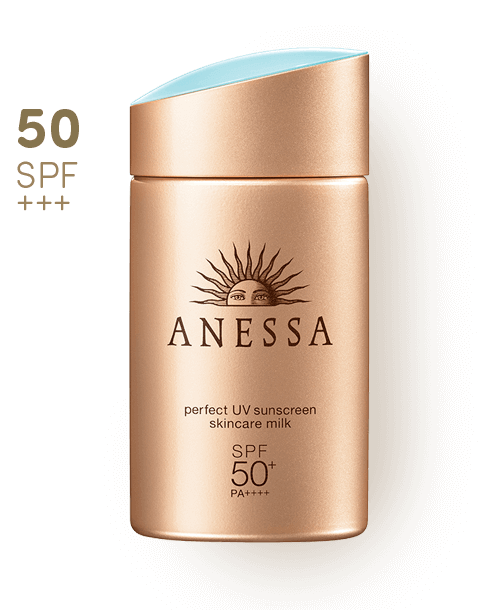 50
SPF
+++
ANESSA
perfect UV sunscreen
skincare milk
SPF
50+
PA++++